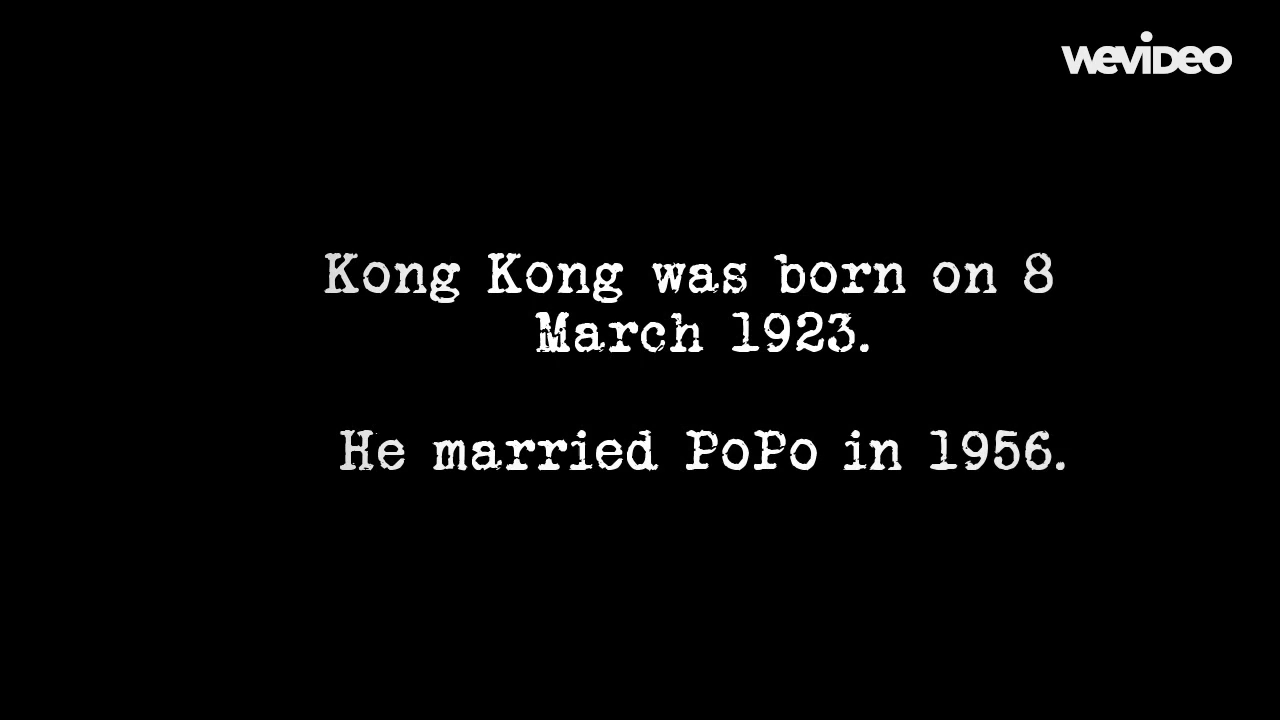 wevideo
Kong Kong was born on 8
March 1923.
He married PoPo in 1956.